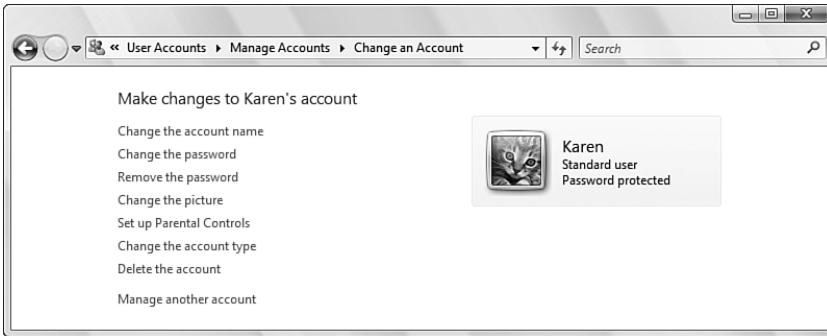 « User Accounts ▸ Manage Accounts ▸ Change an Account
Search
Make changes to Karen's account
Change the account name
Change the password
Remove the password
Change the picture
Set up Parental Controls
Change the account type
Delete the account
Manage another account
Karen
Standard user
Password protected